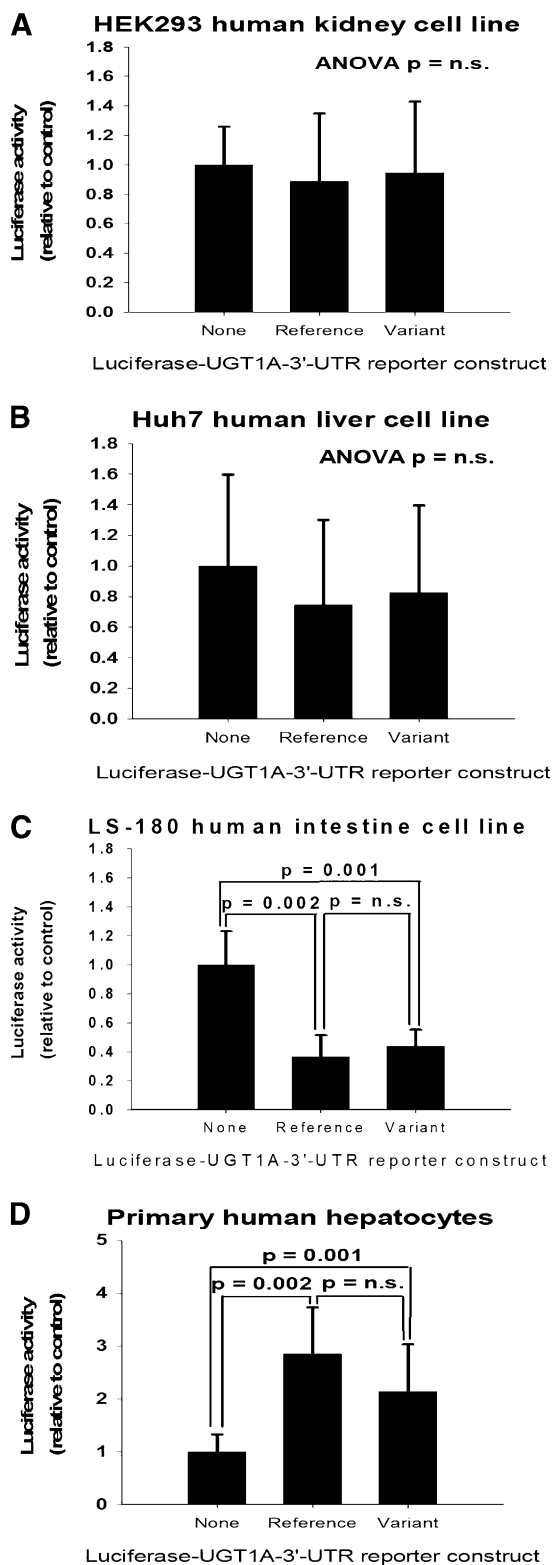 A
HEK293 human kidney cell line
ANOVA p = n.s.
Luciferase activity
(relative to control)
1.8
1.6
1.4
1.2
1.0
0.8
0.6
0.4
0.2
0.0
None Reference Variant
Luciferase-UGT1A-3'-UTR reporter construct
B
Huh7 human liver cell line
ANOVA p = n.s.
Luciferase activity
(relative to control)
1.8
1.6
1.4
1.2
1.0
0.8
0.6
0.4
0.2
0.0
None Reference Variant
Luciferase-UGT1A-3'-UTR reporter construct
C
LS-180 human intestine cell line
p = 0.001
p = 0.002 p = n.s.
Luciferase activity
(relative to control)
1.8
1.6
1.4
1.2
1.0
0.8
0.6
0.4
0.2
0.0
None Reference Variant
Luciferase-UGT1A-3'-UTR reporter construct
D
Primary human hepatocytes
p = 0.001
p = 0.002 p = n.s.
Luciferase activity
(relative to control)
5
4
3
2
1
0
None Reference Variant
Luciferase-UGT1A-3'-UTR reporter construct